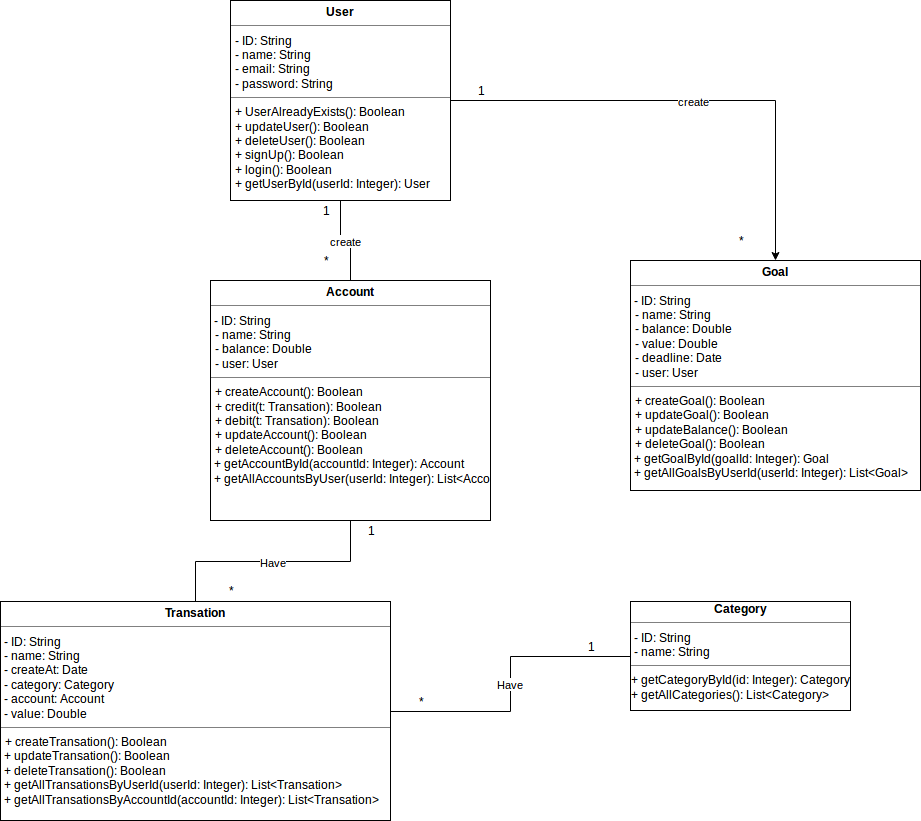 User
- ID: String
- name: String
- email: String
- password: String
+ UserAlreadyExists(): Boolean
+ updateUser(): Boolean
+ deleteUser(): Boolean
+ signUp(): Boolean
+ login(): Boolean
+ getUserById(userId: Integer): User
1
create
*
1
create
*
Account
- ID: String
- name: String
- balance: Double
- user: User
+ createAccount(): Boolean
+ credit(t: Transation): Boolean
+ debit(t: Transation): Boolean
+ updateAccount(): Boolean
+ deleteAccount(): Boolean
+ getAccountById(accountId: Integer): Account
+ getAllAccountsByUser(userId: Integer): List<Acco
Goal
- ID: String
- name: String
- balance: Double
- value: Double
- deadline: Date
- user: User
+ createGoal(): Boolean
+ updateGoal(): Boolean
+ updateBalance(): Boolean
+ deleteGoal(): Boolean
+ getGoalById(goalId: Integer): Goal
+ getAllGoalsByUserId(userId: Integer): List<Goal>
1
Have
*
Transation
- ID: String
- name: String
- createAt: Date
- category: Category
- account: Account
- value: Double
+ createTransation(): Boolean
+ updateTransation(): Boolean
+ deleteTransation(): Boolean
+ getAllTransationsByUserId(userId: Integer): List<Transation>
+ getAllTransationsByAccountId(accountId: Integer): List<Transation>
1
Have
*
Category
- ID: String
- name: String
+ getCategoryById(id: Integer): Category
+ getAllCategories(): List<Category>